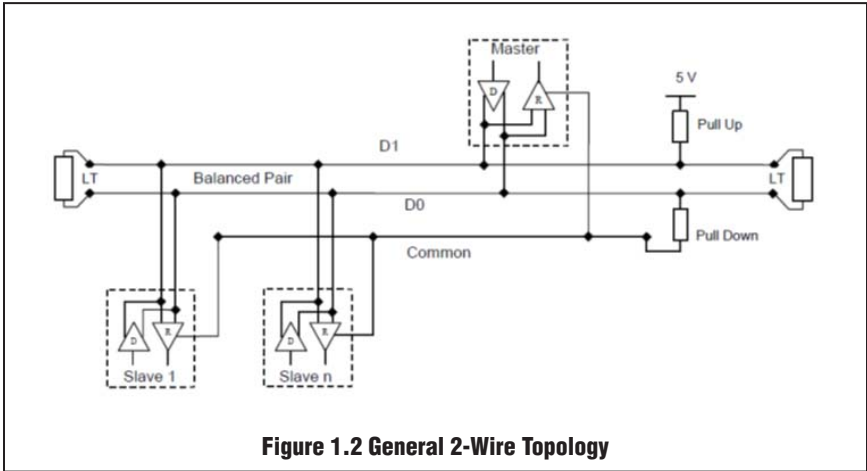 Master
D
R
5 V
Pull Up
D1
LT
Balanced Pair
LT
D0
Pull Down
Common
D
R
Slave 1
D
R
Slave n
Figure 1.2 General 2-Wire Topology